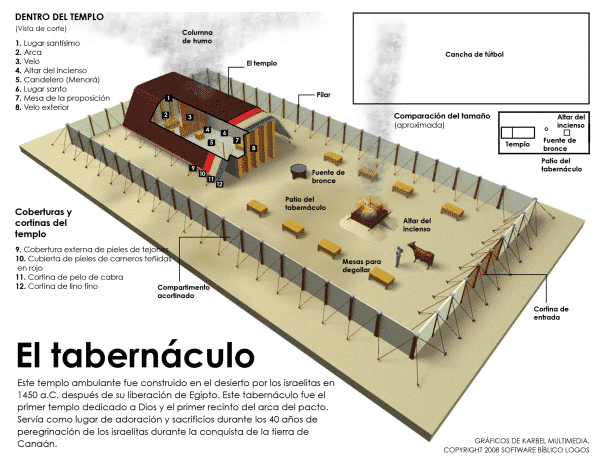 DENTRO DEL TEMPLO
(Vista de corte)
1. Lugar santísimo
2. Arca
3. Velo
4. Altar del incienso
5. Candelero (Menorá)
6. Lugar santo
7. Mesa de la proposición
8. Velo exterior
Columna
de humo
El templo
Pilar
Cancha de fútbol
Comparación del tamaño
(aproximada)
Altar del
incienso
o
Templo
Fuente de
bronce
Patio del
tabernáculo
1
2
3
4
5
6
7
8
9
10
11
12
Fuente de
bronce
Patio del
tabernáculo
Altar del
incienso
Mesas para
degollar
Cortina de
entrada
Compartimento
acortinado
Coberturas y
cortinas del
templo
9. Cobertura externa de pieles de tejones
10. Cubierta de pieles de carneros teñidas
en rojo
11. Cortina de pelo de cabra
12. Cortina de lino fino
El tabernáculo
Este templo ambulante fue construido en el desierto por los israelitas en
1450 a.C. después de su liberación de Egipto. Este tabernáculo fue el
primer templo dedicado a Dios y el primer recinto del arca del pacto.
Servía como lugar de adoración y sacrificios durante los 40 años de
peregrinación de los israelitas durante la conquista de la tierra de
Canaán.
GRÁFICOS DE KARBEL MULTIMEDIA,
COPYRIGHT 2008 SOFTWARE BÍBLICO LOGOS